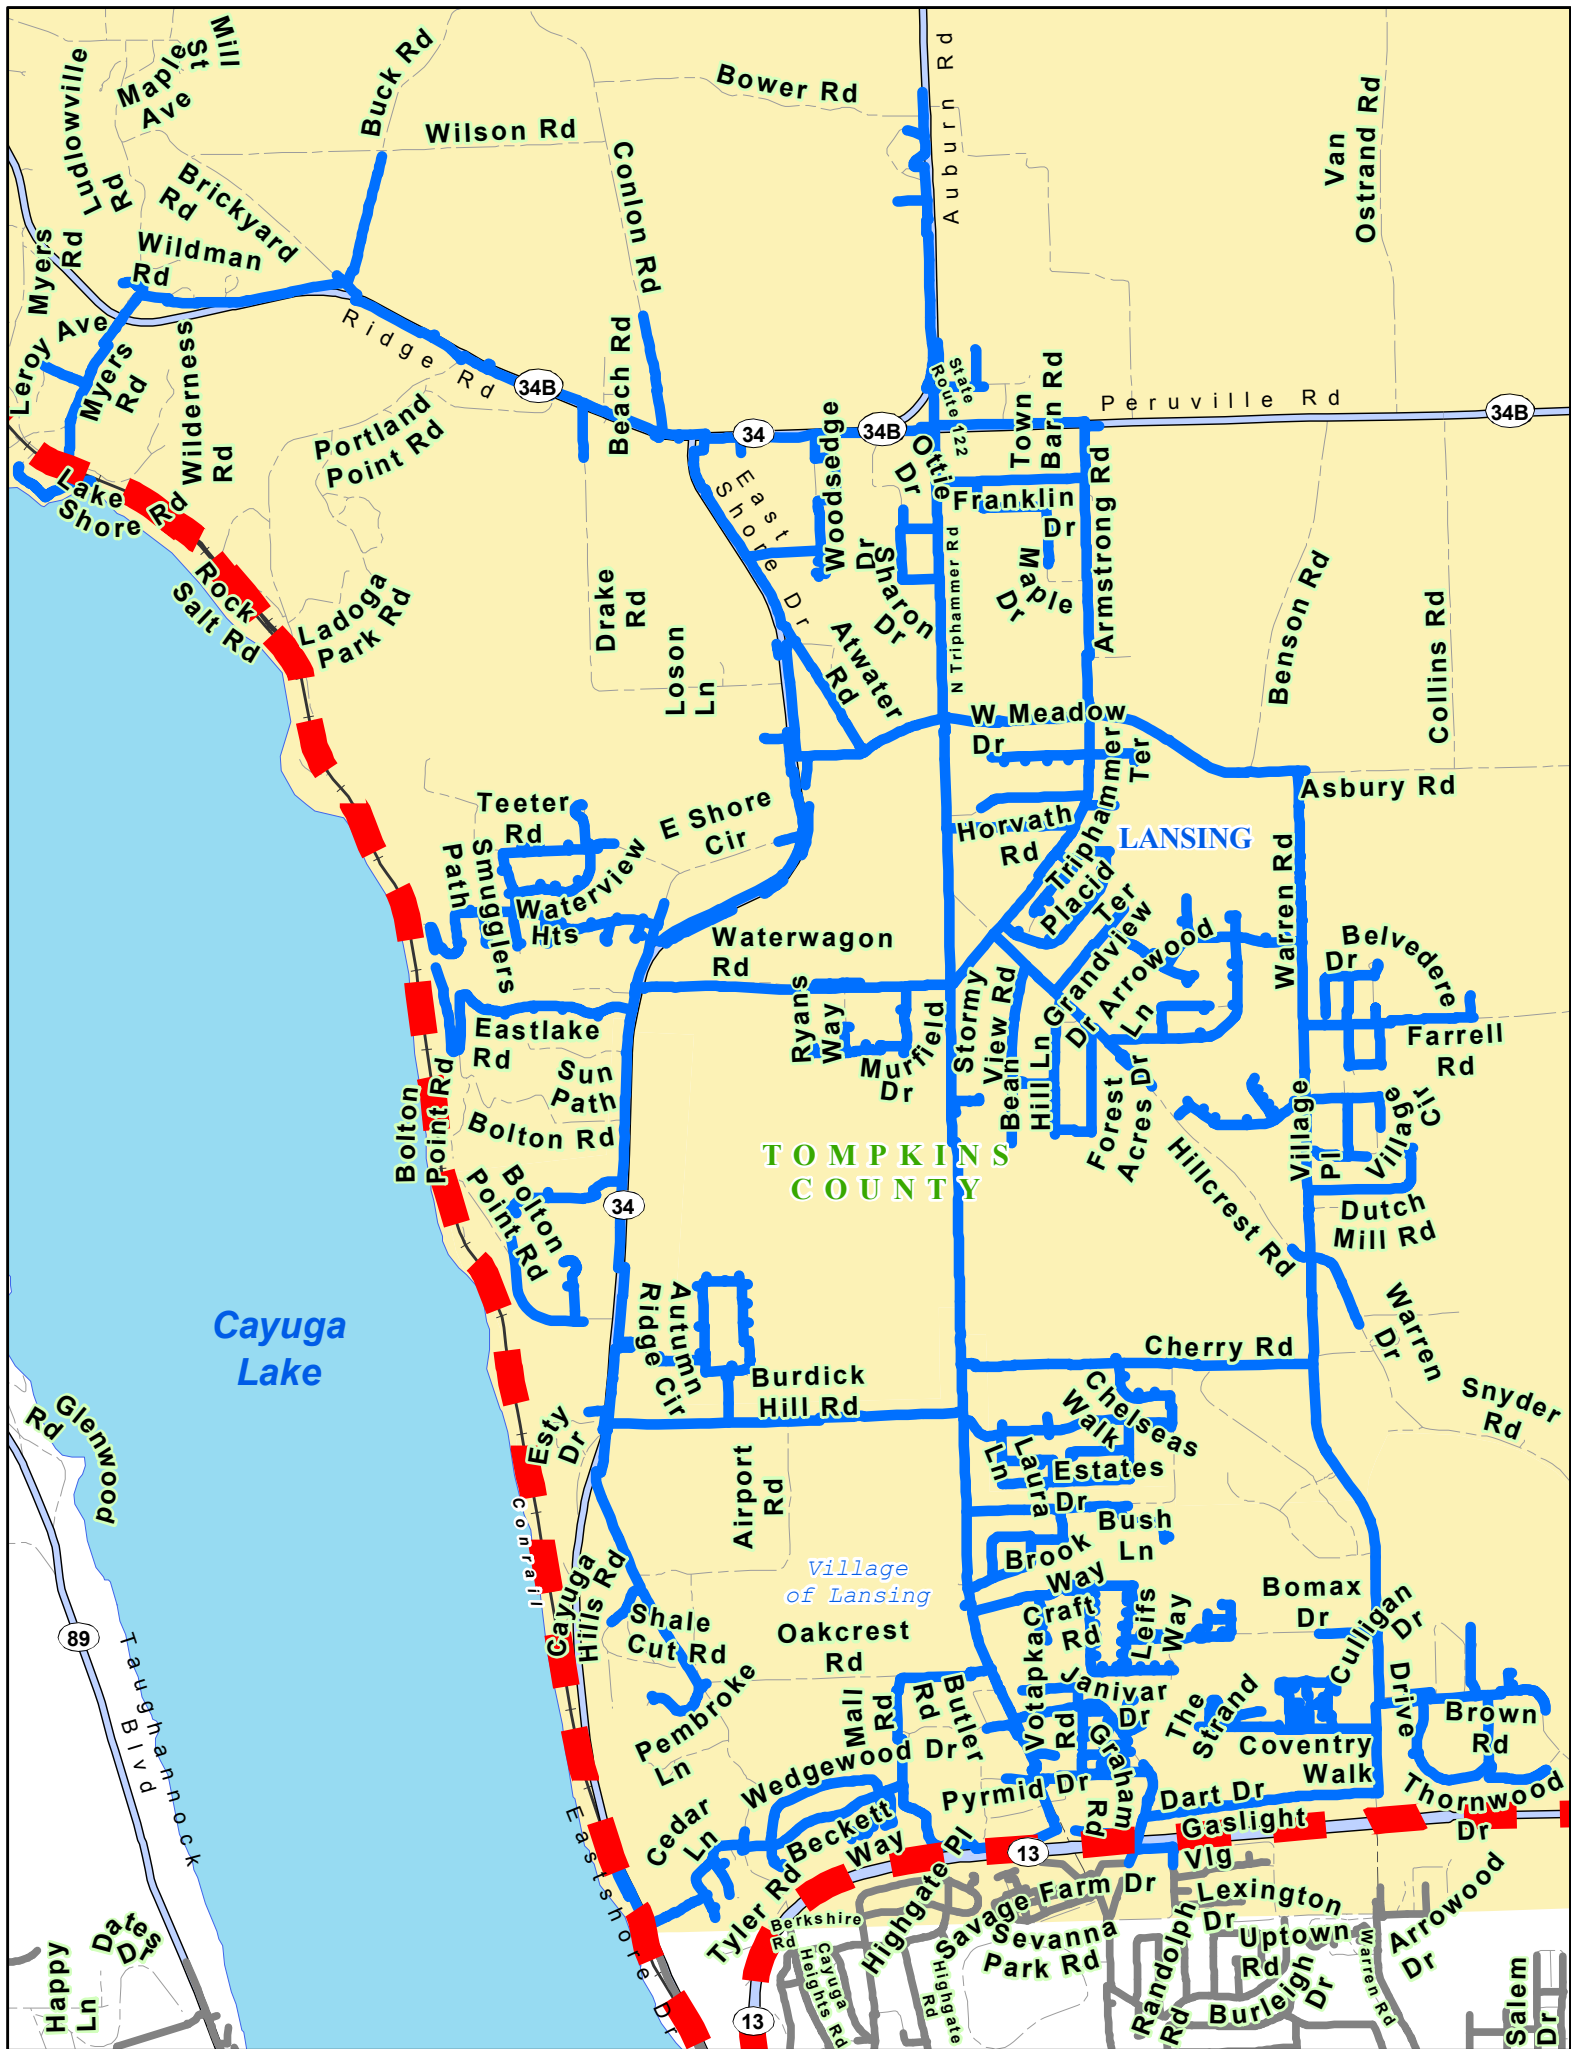 Mill
St
Maple
Ave
Ludlowville
Rd
Buck Rd
Wilson Rd
Bower Rd
Auburn Rd
Van
Ostrand Rd
Brickyard
Rd
Conlon Rd
Myers
Rd
Wildman
Rd
Leroy Ave
Myers
Rd
Wilderness
Rd
Ridge Rd
34B
Beach Rd
State
Route 122
Town
Barn Rd
Peruville Rd
34B
34
34B
Portland
Point Rd
Woodsedge
Dr
Ottie
Dr
Franklin
Dr
Armstrong Rd
Lake
Shore Rd
East
Shore Dr
N Triphammer Rd
Sharon
Dr
Maple
Dr
Rock
Salt Rd
Ladoga
Park Rd
Drake
Rd
Loson
Ln
Atwater
Rd
Benson Rd
Collins Rd
W Meadow
Dr
Triphammer
Ter
Asbury Rd
Teeter
Rd
E Shore
Cir
Horvath
Rd
LANSING
Smugglers
Path
Waterview
Hts
Triphammer
Ter
Placid
Grandview
Dr
Arrowood
Ln
Warren Rd
Waterwagon
Rd
Belvedere
Dr
Farrell
Rd
Eastlake
Rd
Ryans
Way
Murfield
Dr
Stormy
View Rd
Bean
Hill Ln
Forest
Acres Dr
Sun
Path
Bolton
Point Rd
Bolton Rd
Village
Pl
Village
Cir
TOMPKINS
COUNTY
Bolton
Point Rd
34
Hillcrest Rd
Dutch
Mill Rd
Cayuga
Lake
Autumn
Ridge Cir
Cherry Rd
Warren
Dr
Burdick
Hill Rd
Chelseas
Walk
Snyder
Rd
Glenwood
Rd
Esty
Dr
Airport
Rd
Laura
Ln
Estates
Dr
Bush
Ln
Conrail
Brook
Way
Village
of Lansing
Cayuga
Hills Rd
Shale
Cut Rd
Oakcrest
Rd
Craft
Rd
Leifs
Way
Bomax
Dr
Culligan
Dr
89
Taughannock
Blvd
Pembroke
Ln
Mall
Rd
Butler
Rd
Votapka
Rd
Janivar
Dr
The
Strand
Drive
Brown
Rd
Wedgewood Dr
Graham
Rd
Coventry
Walk
Pyrmid Dr
Dart Dr
Thornwood
Dr
Cedar
Ln
Beckett
Way
Gaslight
Vlg
13
Eastshore Dr
Tyler Rd
Highgate Pl
Savage Farm Dr
Lexington
Dr
Berkshire
Rd
Sevanna
Park Rd
Randolph
Rd
Uptown
Rd
Warren Rd
Arrowood
Dr
Cayuga
Heights Rd
Highgate
Rd
Burleigh
Dr
Salem
Dr
Dates
Dr
Happy
Ln
13